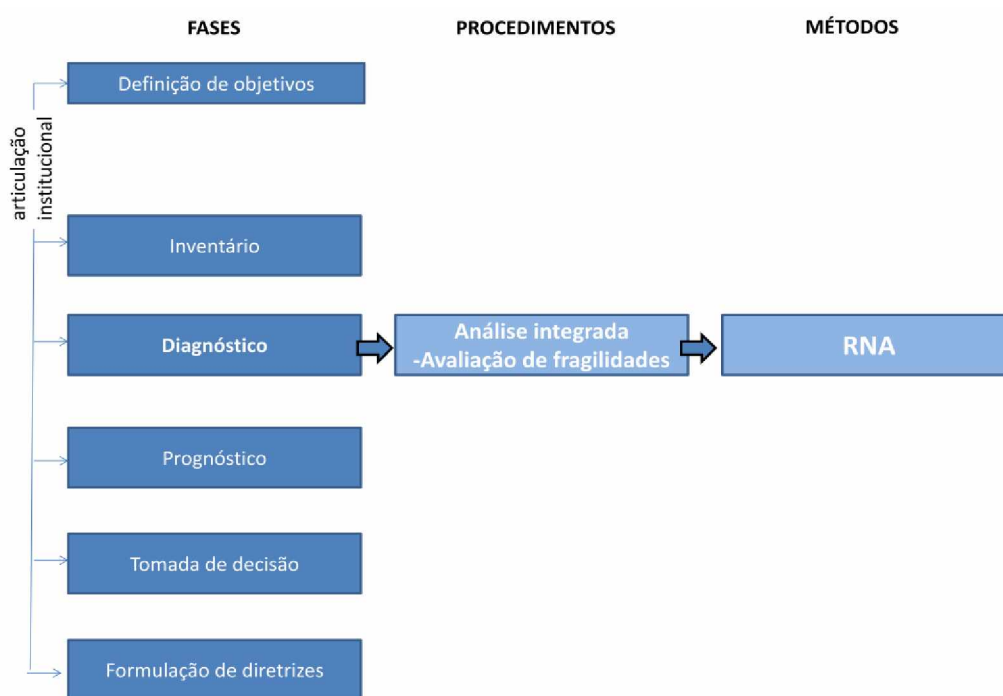 FASES
PROCEDIMENTOS
MÉTODOS
articulação
institucional
Definição de objetivos
Inventário
Diagnóstico
Análise integrada
-Avaliação de fragilidades
RNA
Prognóstico
Tomada de decisão
Formulação de diretrizes